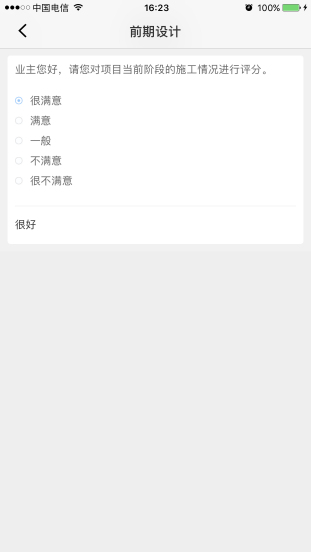 中国电信
16:23
100%
前期设计
业主您好，请您对项目当前阶段的施工情况进行评分。
很满意
满意
一般
不满意
很不满意
很好